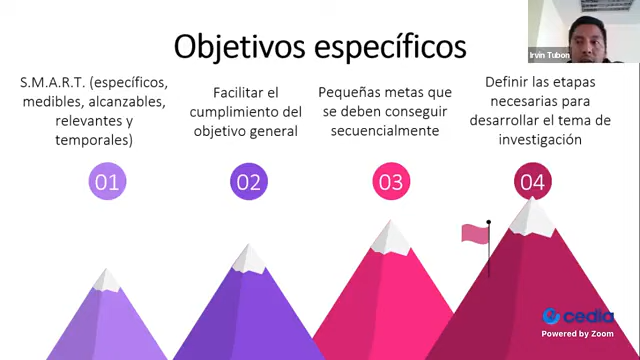 Objetivos específicos
S.M.A.R.T. (específicos,
medibles, alcanzables,
relevantes y
temporales)
Facilitar el
cumplimiento del
objetivo general
Pequeñas metas que
se deben conseguir
secuencialmente
Definir las etapas
necesarias para
desarrollar el tema de
investigación
01
02
03
04
Irvin Tubon
cedia
Powered by Zoom